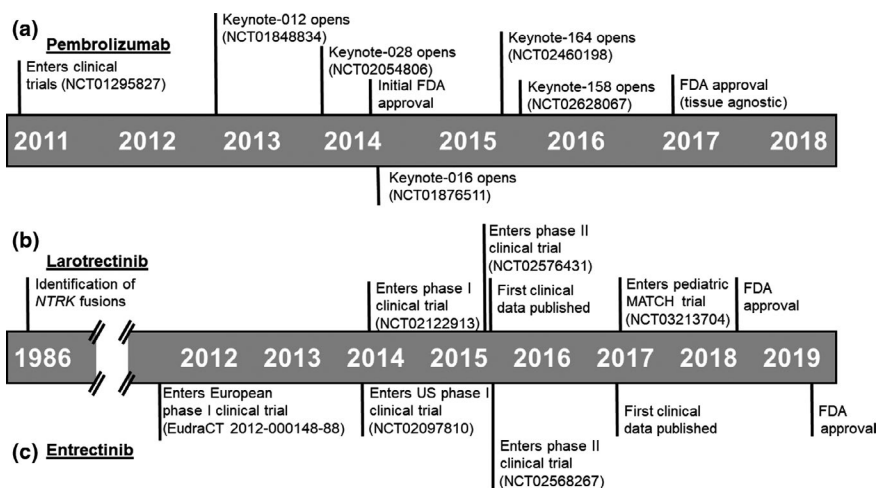 (a)
Pembrolizumab
Enters clinical
trials (NCT01295827)
Keynote-012 opens
(NCT01848834)
Keynote-028 opens
(NCT02054806)
Initial FDA
approval
Keynote-164 opens
(NCT02460198)
Keynote-158 opens
(NCT02628067)
FDA approval
(tissue agnostic)
2011 2012 2013 2014 2015 2016 2017 2018
Keynote-016 opens
(NCT01876511)
(b)
Larotrectinib
Identification of
NTRK fusions
Enters phase I
clinical trial
(NCT02122913)
Enters phase II
clinical trial
(NCT02576431)
First clinical
data published
Enters pediatric
MATCH trial
(NCT03213704)
FDA
approval
1986 2012 2013 2014 2015 2016 2017 2018 2019
Enters European
phase I clinical trial
(EudraCT 2012-000148-88)
Enters US phase I
clinical trial
(NCT02097810)
Enters phase II
clinical trial
(NCT02568267)
First clinical
data published
FDA
approval
(c)
Entrectinib